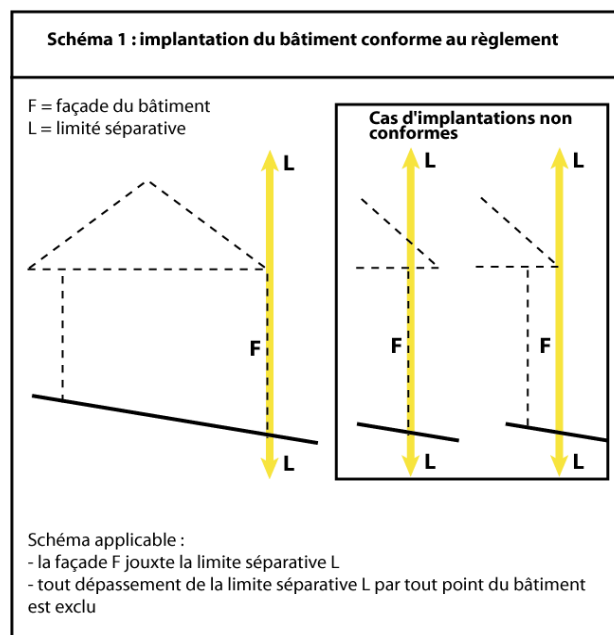 Schéma 1 : implantation du bâtiment conforme au règlement
F = façade du bâtiment
L = limité séparative
Cas d'implantations non
conformes
L
L
L
F
F
F
L
L
L
Schéma applicable :
- la façade F jouxte la limite séparative L
- tout dépassement de la limite séparative L par tout point du bâtiment
est exclu